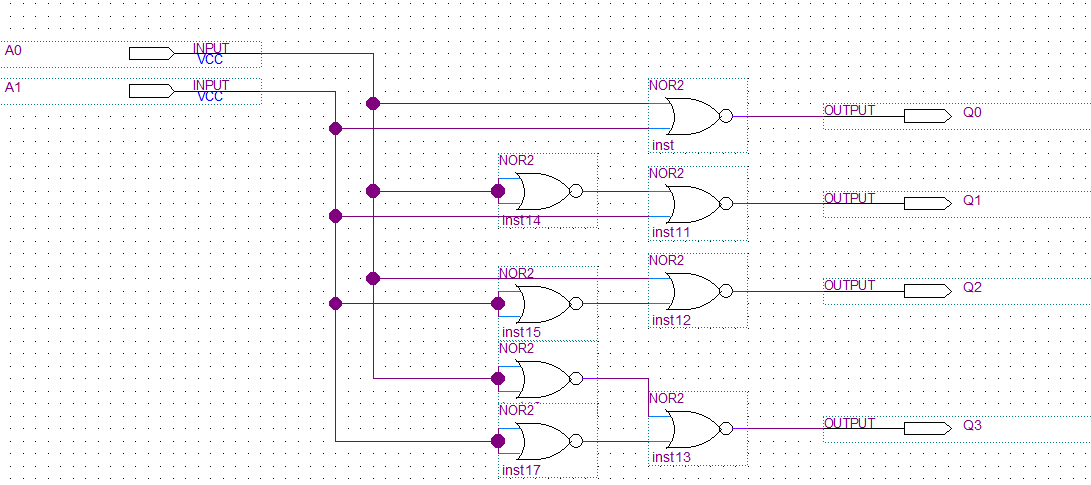 A0
INPUT
VCC
A1
INPUT
VCC
NOR2
inst
OUTPUT
Q0
NOR2
inst14
NOR2
inst11
OUTPUT
Q1
NOR2
inst12
OUTPUT
Q2
NOR2
inst15
NOR2
NOR2
inst17
NOR2
inst13
OUTPUT
Q3